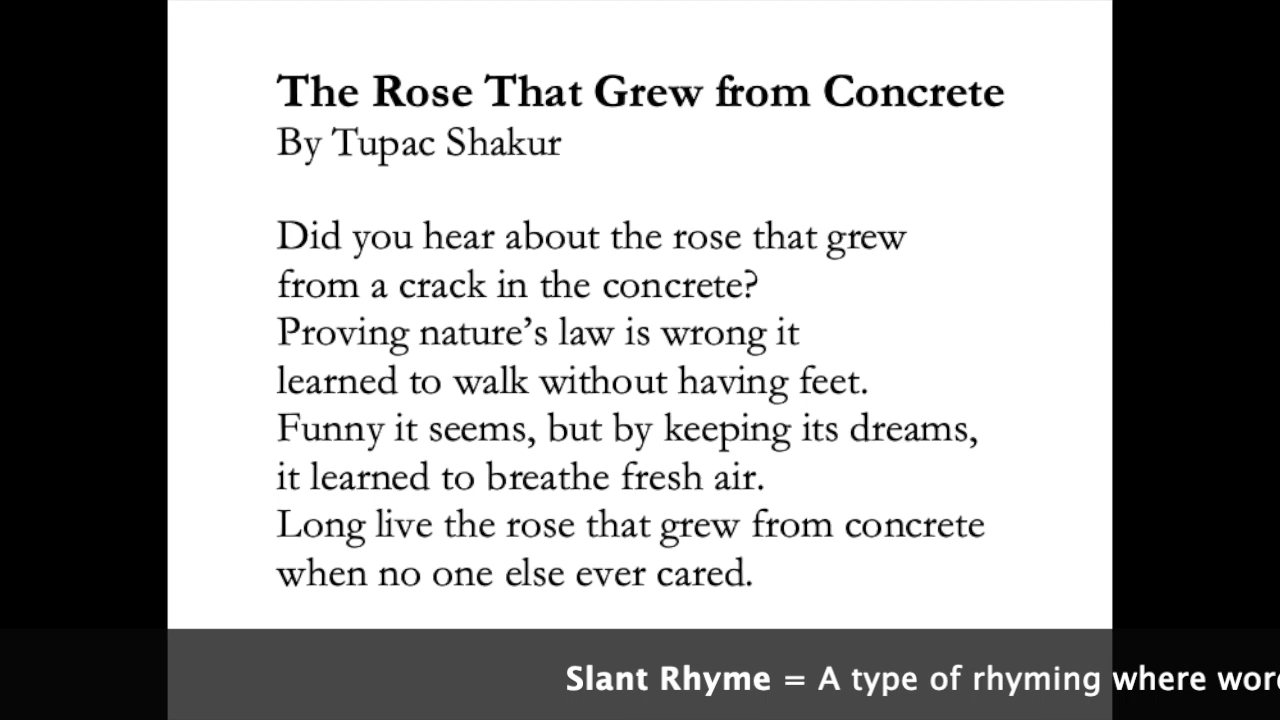 The Rose That Grew from Concrete
By Tupac Shakur
Did you hear about the rose that grew
from a crack in the concrete?
Proving nature’s law is wrong it
learned to walk without having feet.
Funny it seems, but by keeping its dreams,
it learned to breathe fresh air.
Long live the rose that grew from concrete
when no one else ever cared.
Slant Rhyme = A type of rhyming where